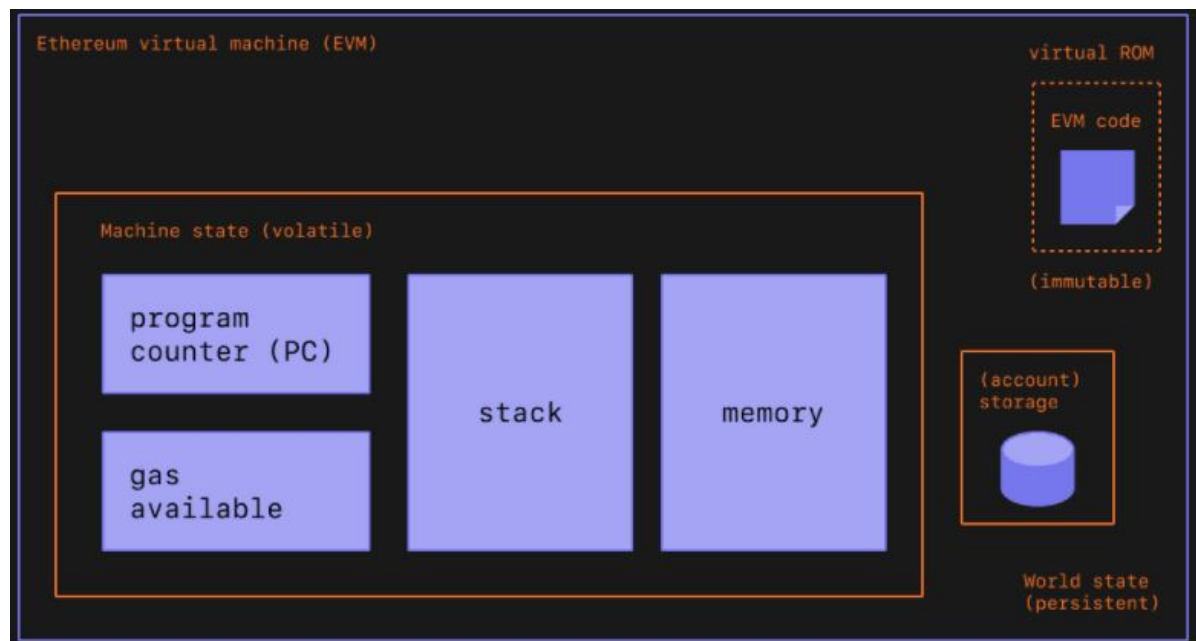 Ethereum virtual machine (EVM)
virtual ROM
EVM code
(immutable)
Machine state (volatile)
program
counter (PC)
gas
available
stack
memory
(account)
storage
World state
(persistent)